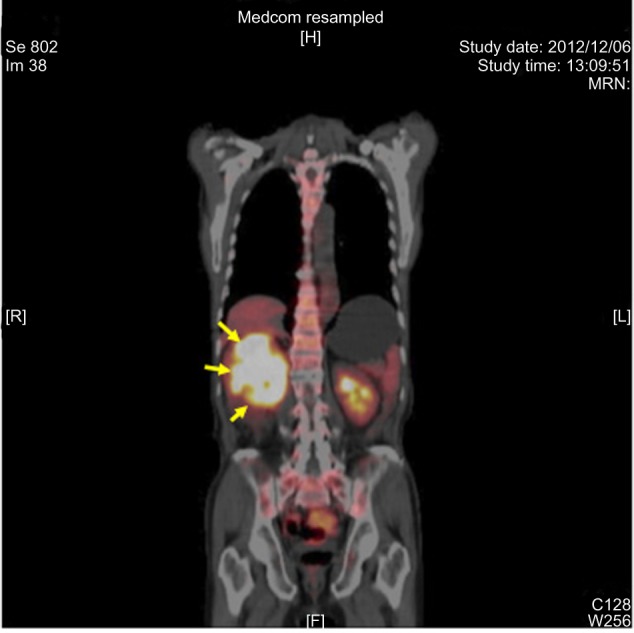 Medcom resampled
[H]
Se 802
Im 38
Study date: 2012/12/06
Study time: 13:09:51
MRN:
[R]
[L]
[F]
C128
W256